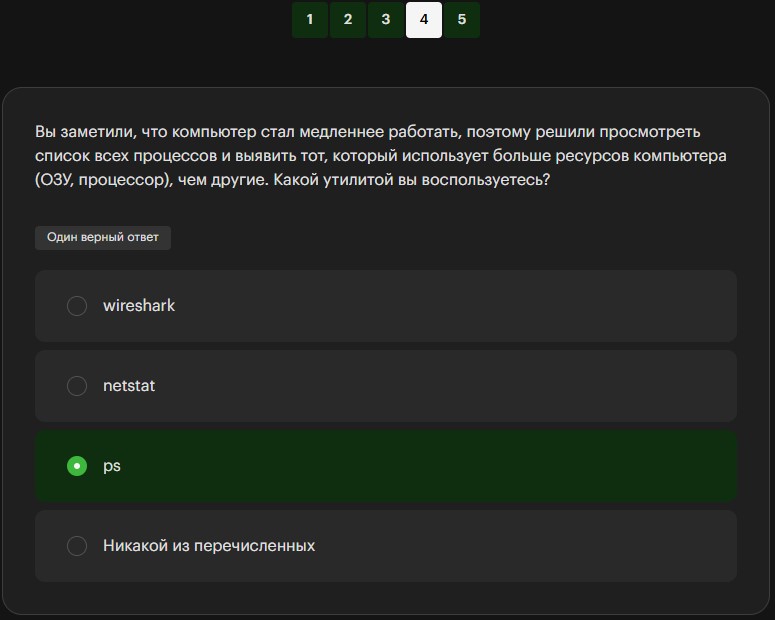 1 2 3 4 5
Вы заметили, что компьютер стал медленнее работать, поэтому решили просмотреть
список всех процессов и выявить тот, который использует больше ресурсов компьютера
(ОЗУ, процессор), чем другие. Какой утилитой вы воспользуетесь?
Один верный ответ
wireshark
netstat
ps
Никакой из перечисленных